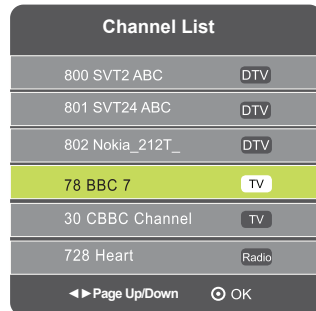 Channel List
800 SVT2 ABC DTV
801 SVT24 ABC DTV
802 Nokia_212T_ DTV
78 BBC 7 TV
30 CBBC Channel TV
728 Heart Radio
◄►Page Up/Down ⊙ OK